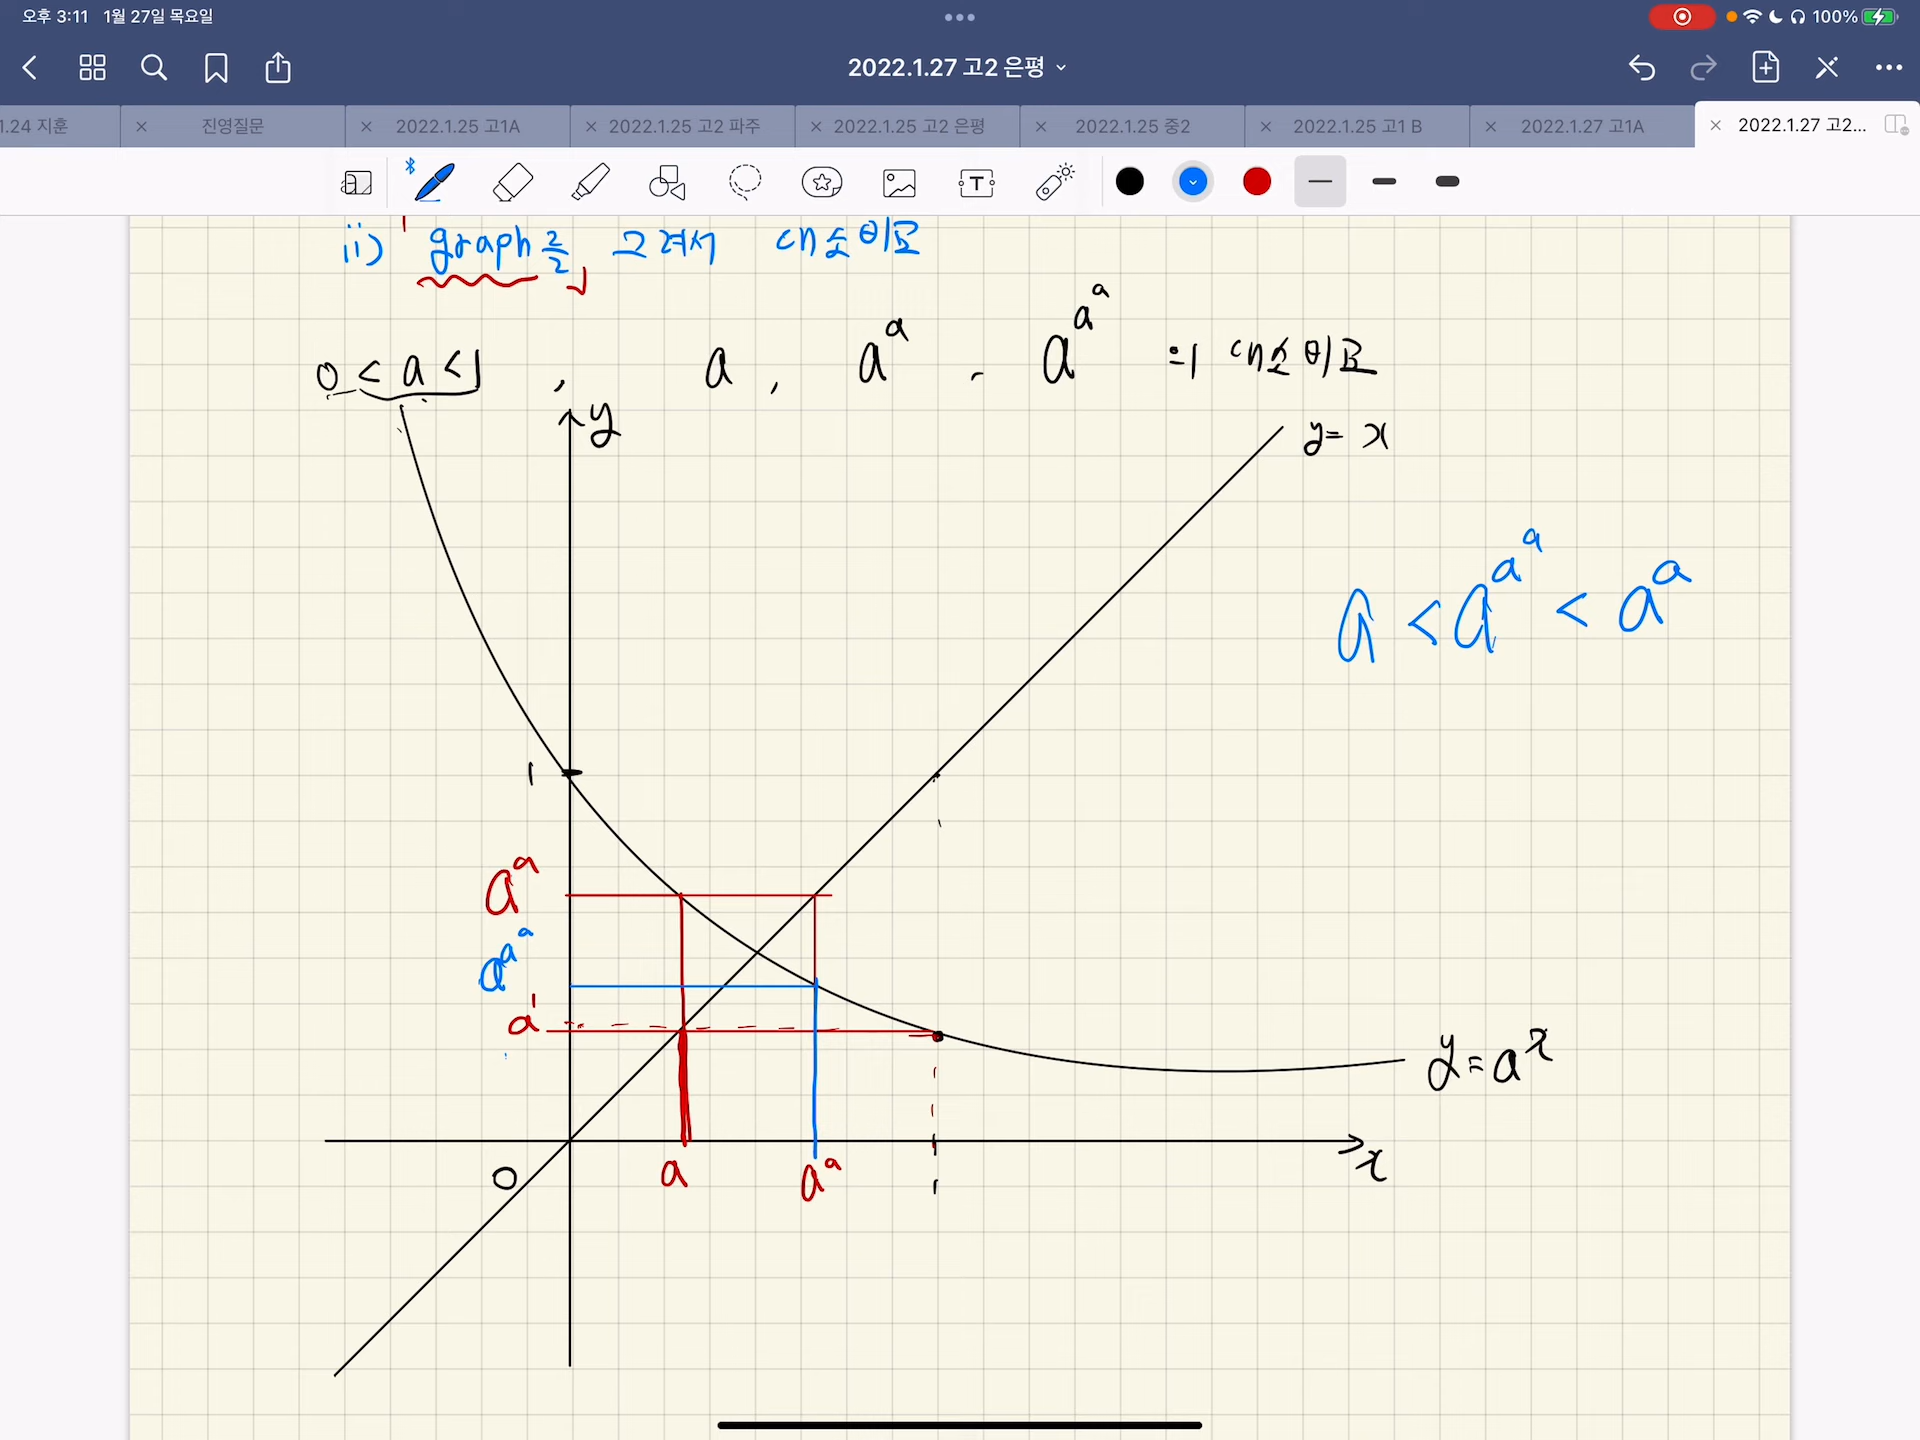 오후 3:11 1월 27일 목요일
100%
2022.1.27 고2 은평
1.24 지훈
진영질문
2022.1.25 고1A
2022.1.25 고2 파주
2022.1.25 고2 은평
2022.1.25 중2
2022.1.25 고1 B
2022.1.27 고1A
2022.1.27 고2...
T
ii) graph를 그려서 대소비교
0 < a < 1 , a , a^a , a^{a^a} 의 대소비교
y
y = x
a < a^{a^a} < a^a
1
a^a
a^{a^a}
a^1
y = a^x
0
a
a^a
x